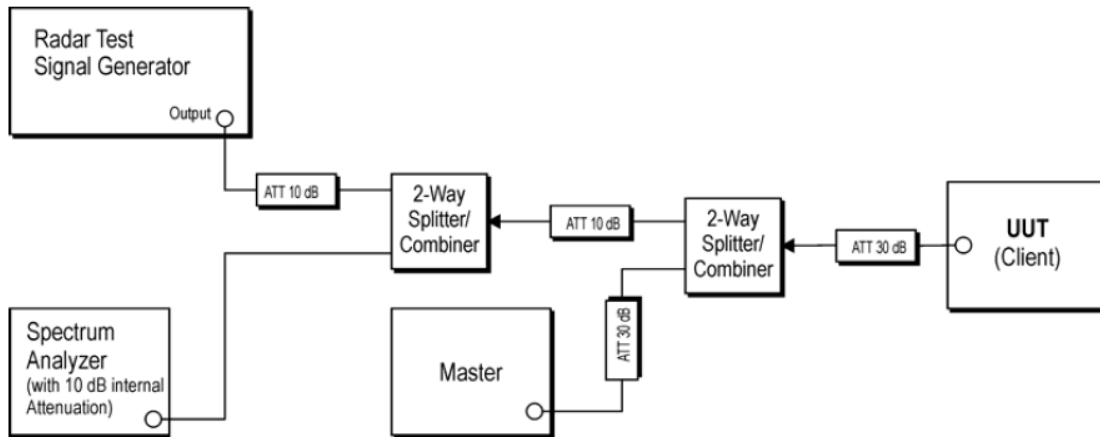 Radar Test
Signal Generator
Output
ATT 10 dB
2-Way
Splitter/
Combiner
ATT 10 dB
2-Way
Splitter/
Combiner
ATT 30 dB
UUT
(Client)
Spectrum
Analyzer
(with 10 dB internal
Attenuation)
Master
ATT 30 dB